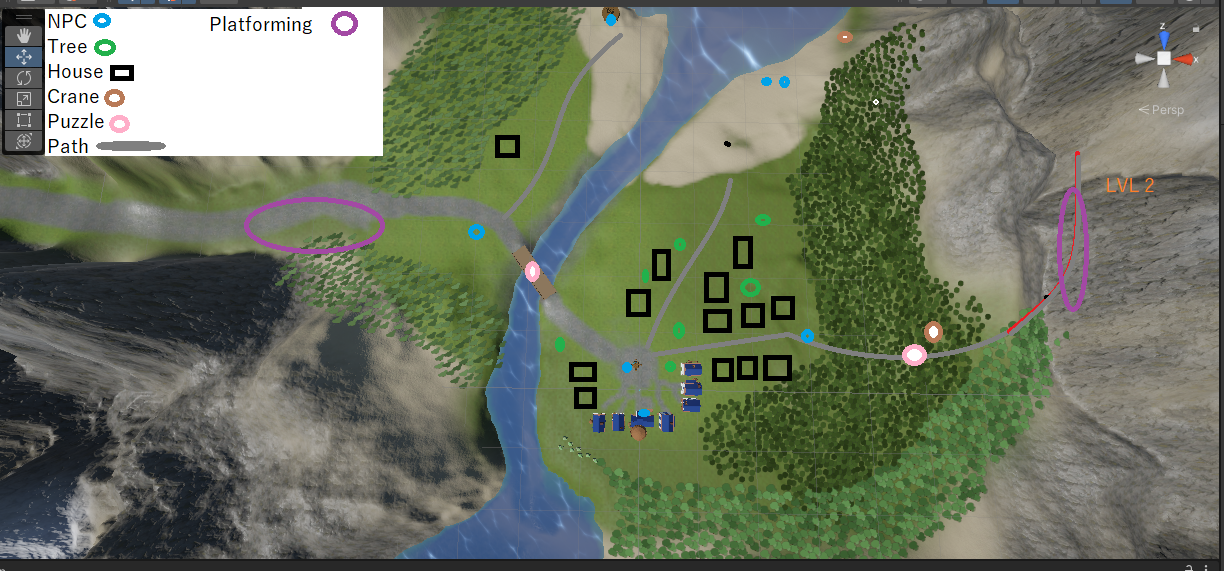 NPC
Platforming
Tree
House
Crane
Puzzle
Path
z
x
Persp
LVL 2